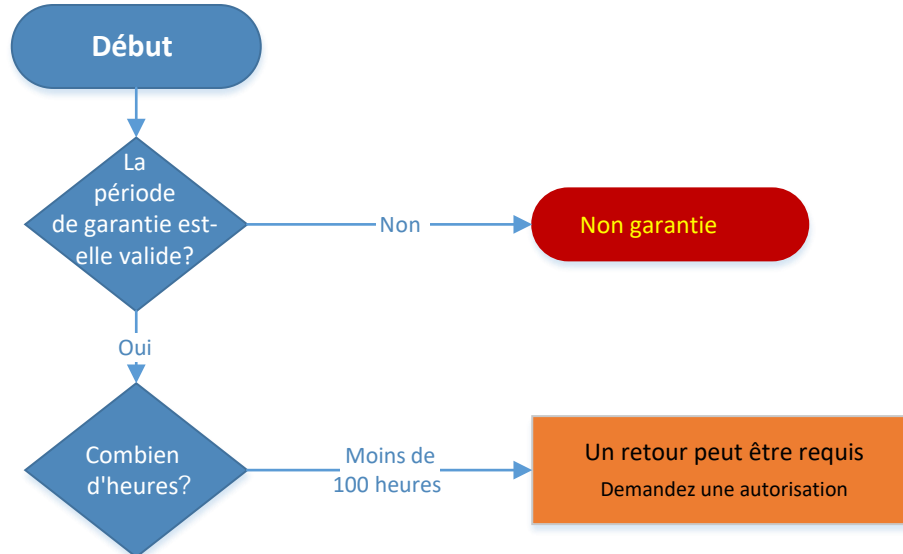 Début
La
période
de garantie est-
elle valide?
Non
Non garantie
Oui
Combien
d'heures?
Moins de
100 heures
Un retour peut être requis
Demandez une autorisation